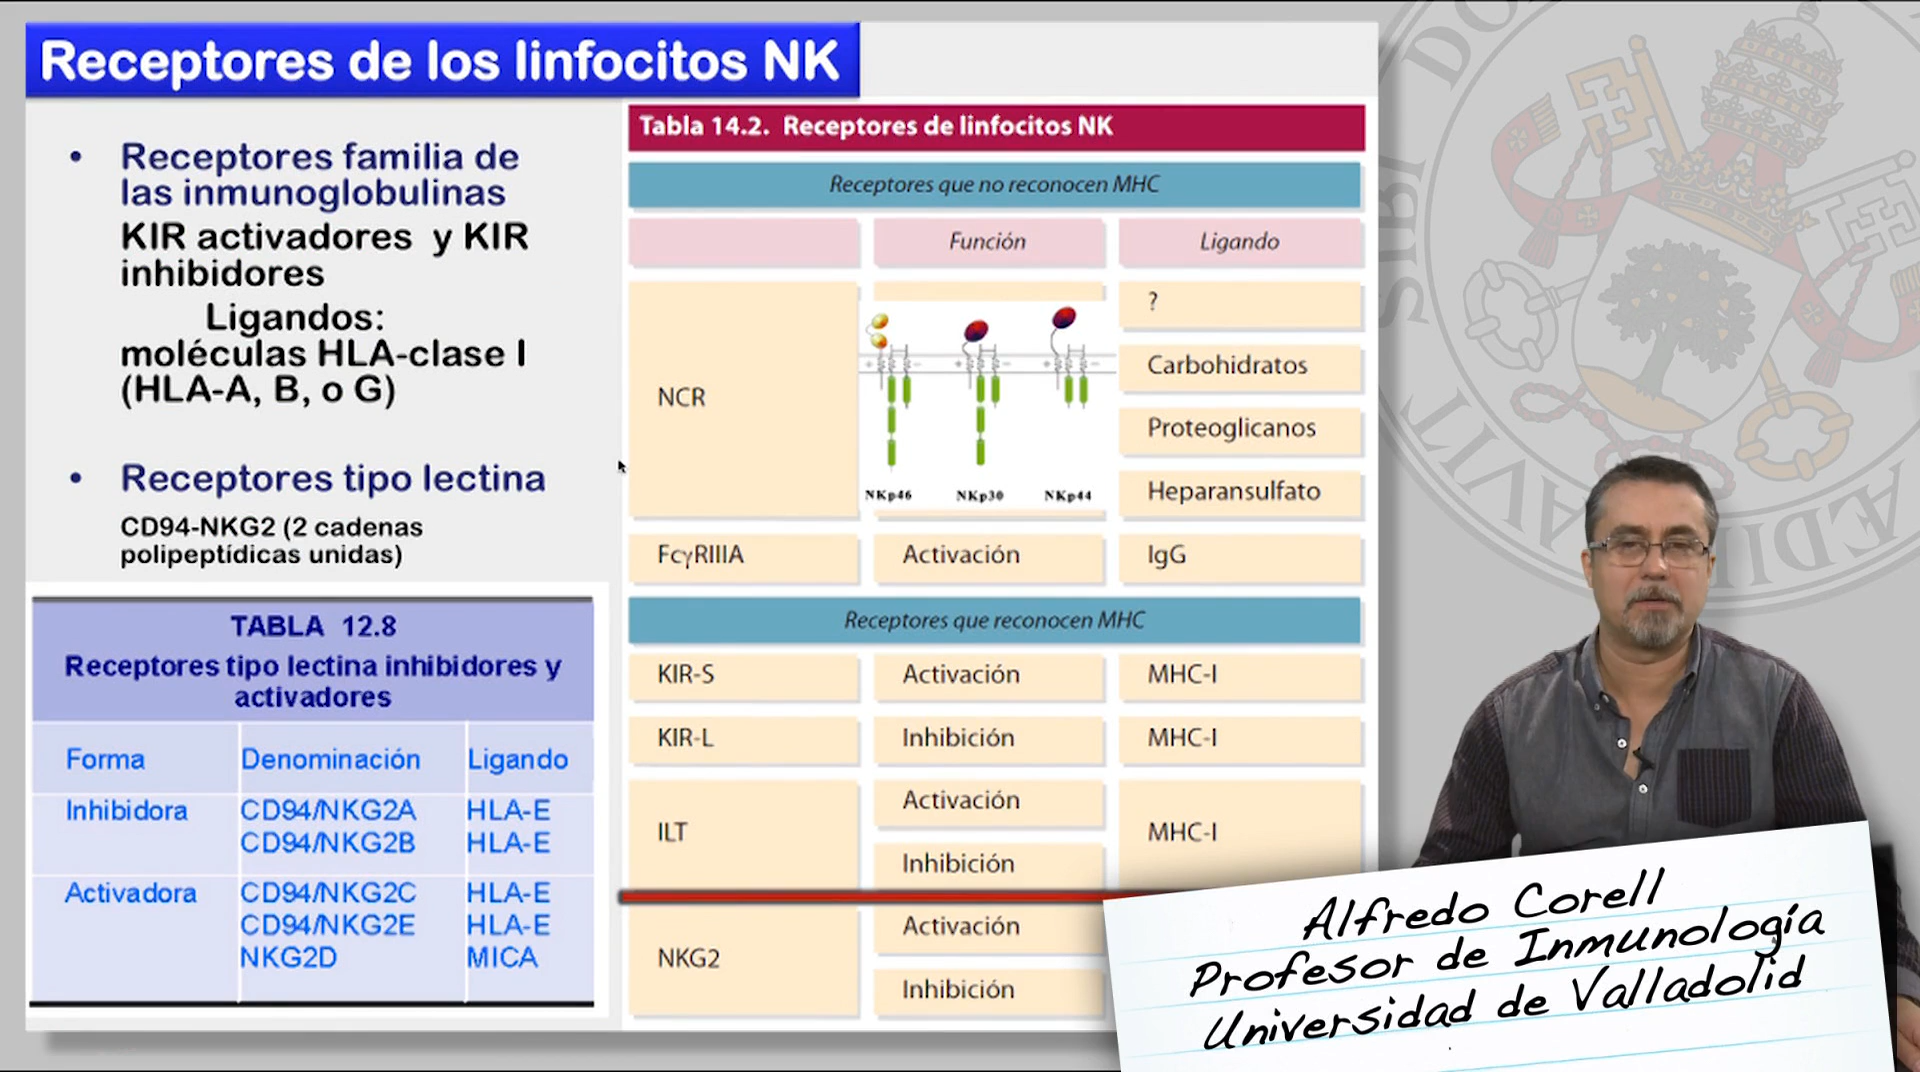 Receptores de los linfocitos NK
• Receptores familia de
las inmunoglobulinas
KIR activadores y KIR
inhibidores
Ligandos:
moléculas HLA-clase I
(HLA-A, B, o G)
• Receptores tipo lectina
CD94-NKG2 (2 cadenas
polipeptídicas unidas)
TABLA 12.8
Receptores tipo lectina inhibidores y
activadores
Forma Denominación Ligando
Inhibidora CD94/NKG2A HLA-E
CD94/NKG2B HLA-E
Activadora CD94/NKG2C HLA-E
CD94/NKG2E HLA-E
NKG2D MICA
Tabla 14.2. Receptores de linfocitos NK
Receptores que no reconocen MHC
Función Ligando
?
Carbohidratos
NCR
Proteoglicanos
NKp46 NKp30 NKp44 Heparansulfato
FcγRIIIA Activación IgG
Receptores que reconocen MHC
KIR-S Activación MHC-I
KIR-L Inhibición MHC-I
Activación
ILT MHC-I
Inhibición
Activación
NKG2
Inhibición
Alfredo Corell
Profesor de Inmunología
Universidad de Valladolid